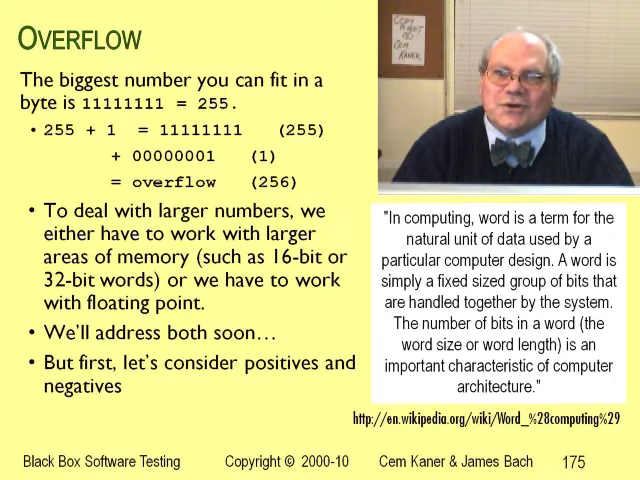 OVERFLOW
The biggest number you can fit in a
byte is 11111111 = 255.
• 255 + 1 = 11111111 (255)
+ 00000001 (1)
= overflow (256)
• To deal with larger numbers, we
either have to work with larger
areas of memory (such as 16-bit or
32-bit words) or we have to work
with floating point.
• We'll address both soon…
• But first, let's consider positives and
negatives
COPY
RIGHT
CEM
KANER
"In computing, word is a term for the
natural unit of data used by a
particular computer design. A word is
simply a fixed sized group of bits that
are handled together by the system.
The number of bits in a word (the
word size or word length) is an
important characteristic of computer
architecture."
http://en.wikipedia.org/wiki/Word_%28computing%29
Black Box Software Testing Copyright © 2000-10 Cem Kaner & James Bach 175